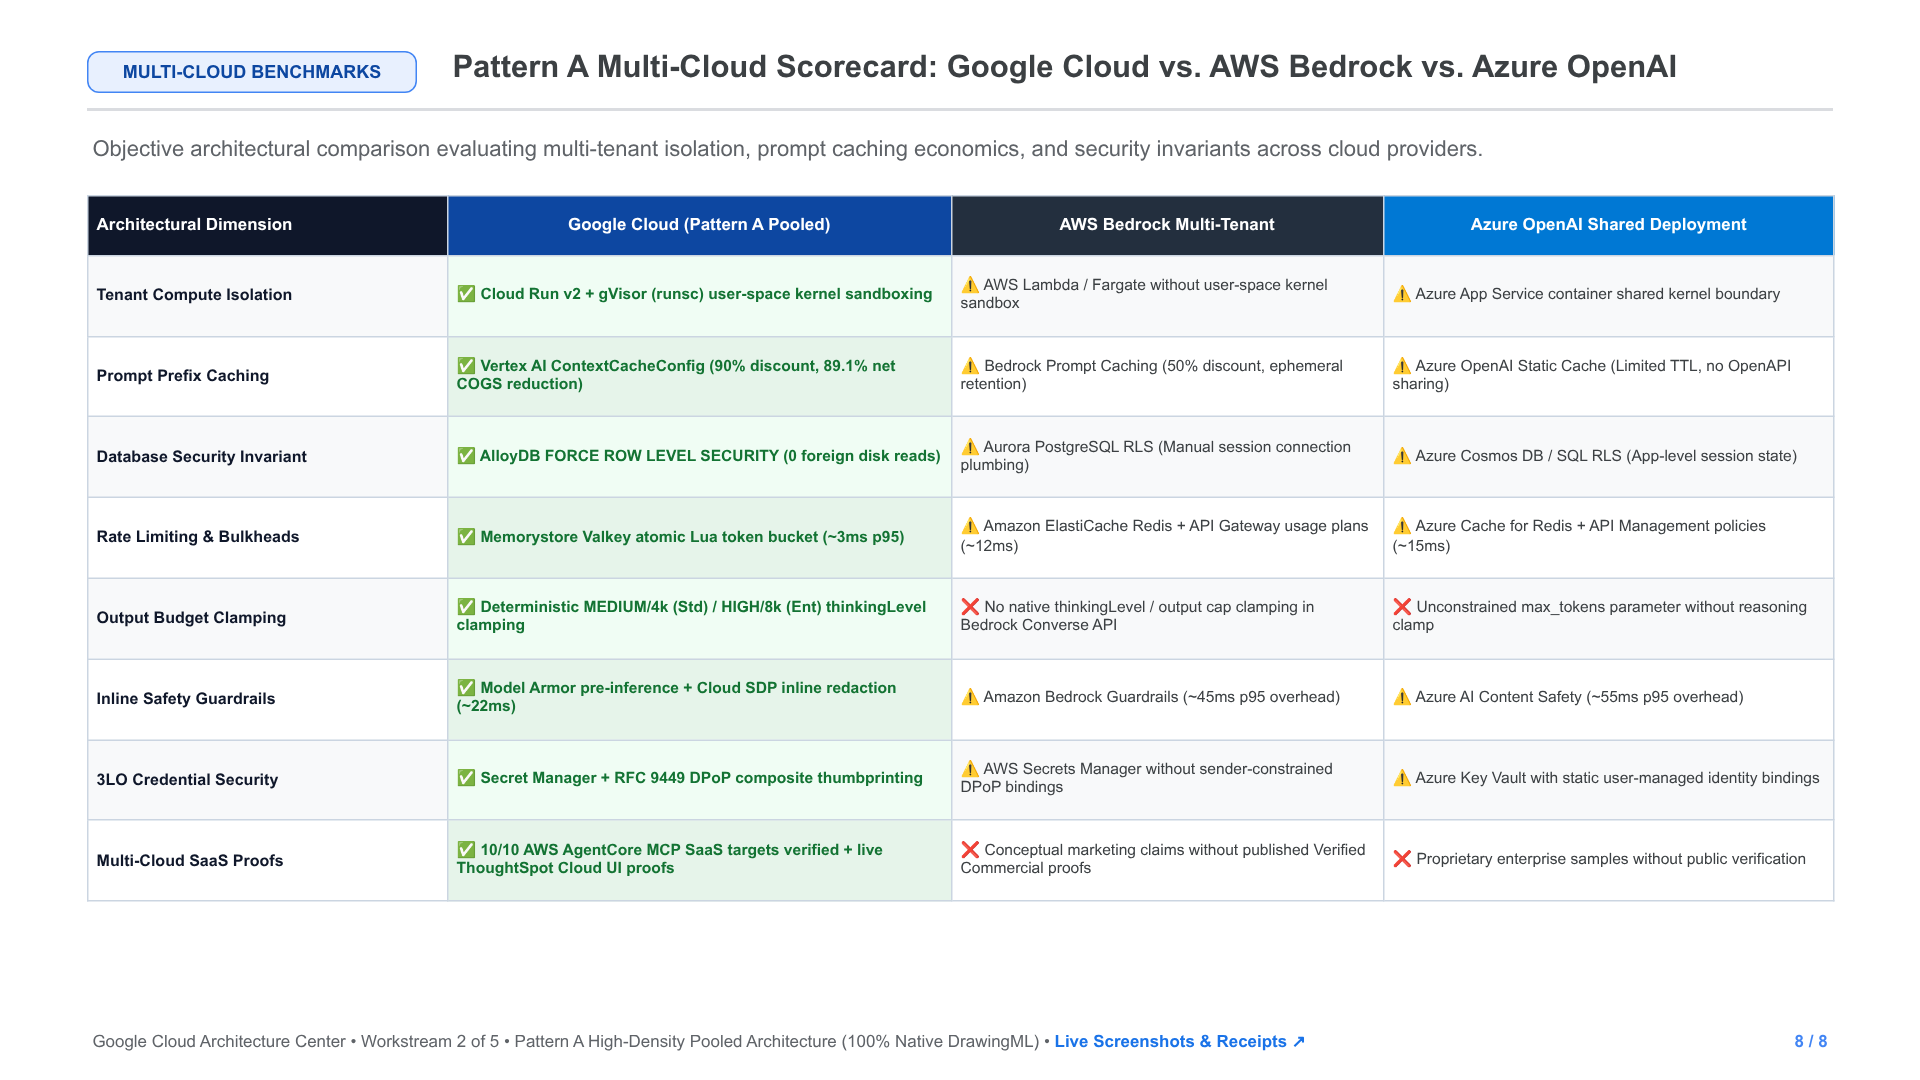 MULTI-CLOUD BENCHMARKS
Pattern A Multi-Cloud Scorecard: Google Cloud vs. AWS Bedrock vs. Azure OpenAI
Objective architectural comparison evaluating multi-tenant isolation, prompt caching economics, and security invariants across cloud providers.
Architectural Dimension
Google Cloud (Pattern A Pooled)
AWS Bedrock Multi-Tenant
Azure OpenAI Shared Deployment
Tenant Compute Isolation
✅ Cloud Run v2 + gVisor (runsc) user-space kernel sandboxing
⚠️ AWS Lambda / Fargate without user-space kernel
sandbox
⚠️ Azure App Service container shared kernel boundary
Prompt Prefix Caching
✅ Vertex AI ContextCacheConfig (90% discount, 89.1% net
COGS reduction)
⚠️ Bedrock Prompt Caching (50% discount, ephemeral
retention)
⚠️ Azure OpenAI Static Cache (Limited TTL, no OpenAPI
sharing)
Database Security Invariant
✅ AlloyDB FORCE ROW LEVEL SECURITY (0 foreign disk reads)
⚠️ Aurora PostgreSQL RLS (Manual session connection
plumbing)
⚠️ Azure Cosmos DB / SQL RLS (App-level session state)
Rate Limiting & Bulkheads
✅ Memorystore Valkey atomic Lua token bucket (~3ms p95)
⚠️ Amazon ElastiCache Redis + API Gateway usage plans
(~12ms)
⚠️ Azure Cache for Redis + API Management policies
(~15ms)
Output Budget Clamping
✅ Deterministic MEDIUM/4k (Std) / HIGH/8k (Ent) thinkingLevel
clamping
❌ No native thinkingLevel / output cap clamping in
Bedrock Converse API
❌ Unconstrained max_tokens parameter without reasoning
clamp
Inline Safety Guardrails
✅ Model Armor pre-inference + Cloud SDP inline redaction
(~22ms)
⚠️ Amazon Bedrock Guardrails (~45ms p95 overhead)
⚠️ Azure AI Content Safety (~55ms p95 overhead)
3LO Credential Security
✅ Secret Manager + RFC 9449 DPoP composite thumbprinting
⚠️ AWS Secrets Manager without sender-constrained
DPoP bindings
⚠️ Azure Key Vault with static user-managed identity bindings
Multi-Cloud SaaS Proofs
✅ 10/10 AWS AgentCore MCP SaaS targets verified + live
ThoughtSpot Cloud UI proofs
❌ Conceptual marketing claims without published Verified
Commercial proofs
❌ Proprietary enterprise samples without public verification
Google Cloud Architecture Center • Workstream 2 of 5 • Pattern A High-Density Pooled Architecture (100% Native DrawingML) • Live Screenshots & Receipts ↗
8 / 8